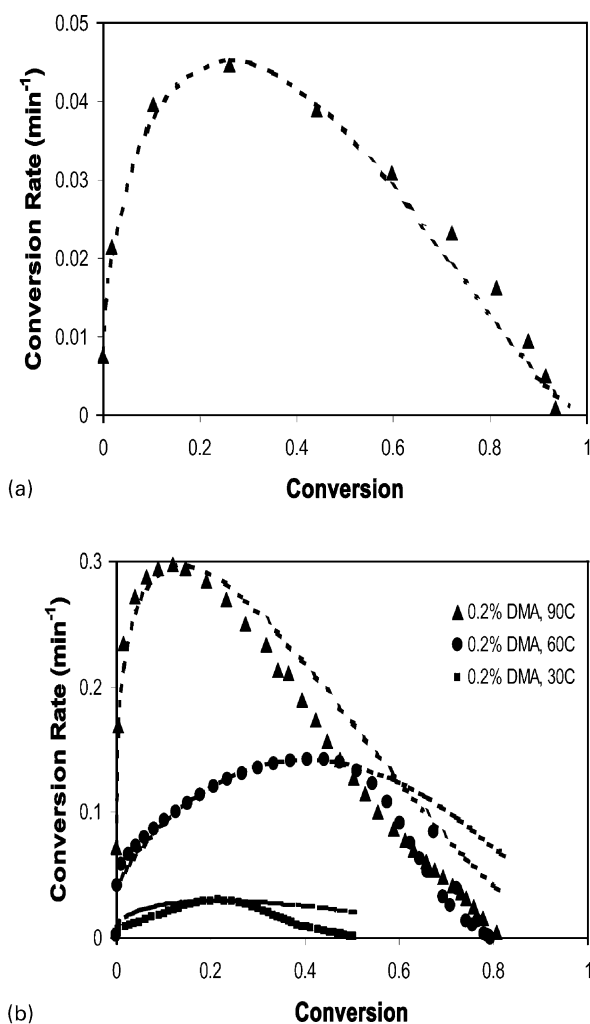 0.05
0.04
0.03
0.02
0.01
0
Conversion Rate (min-1)
0 0.2 0.4 0.6 0.8 1
Conversion
(a)
0.3
0.2
0.1
0
Conversion Rate (min-1)
0.2% DMA, 90C
0.2% DMA, 60C
0.2% DMA, 30C
0 0.2 0.4 0.6 0.8 1
Conversion
(b)